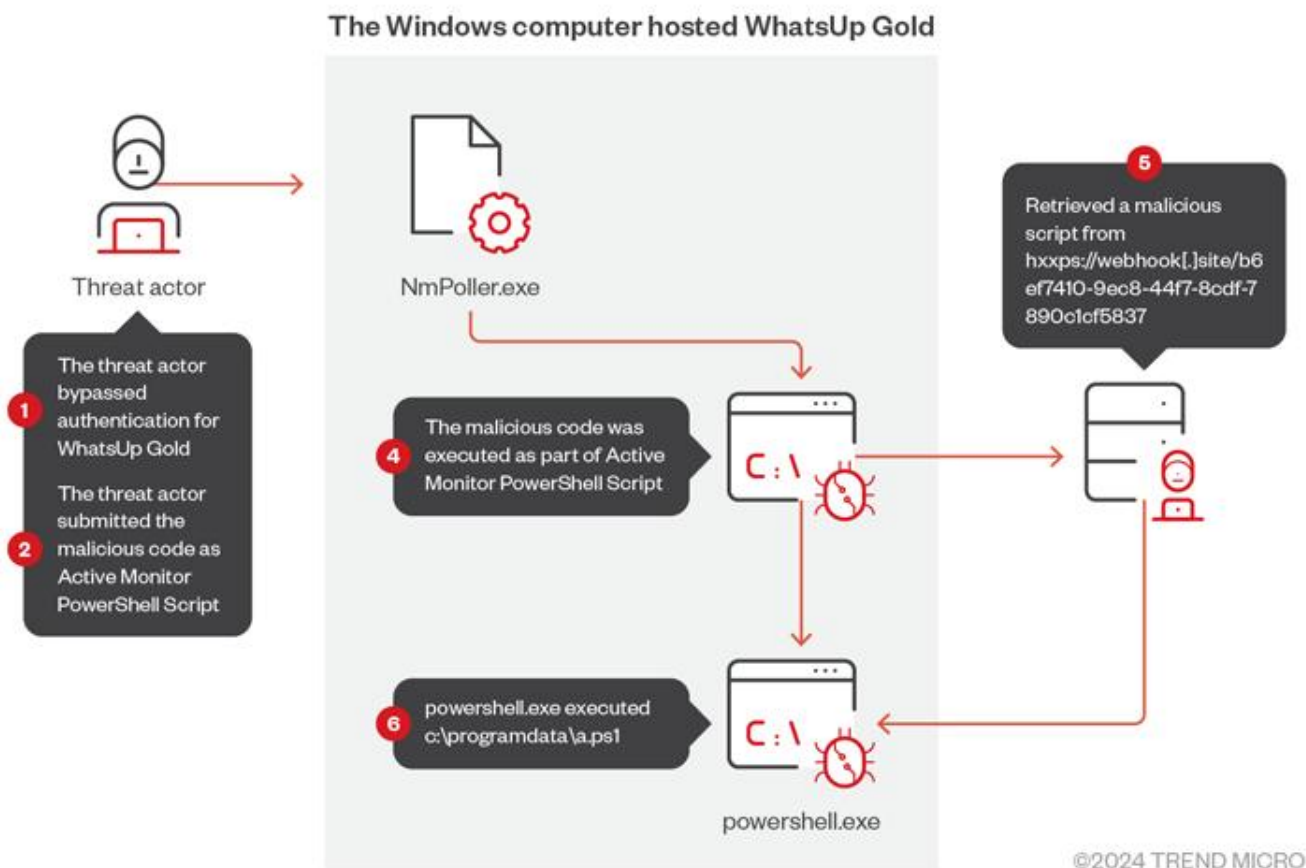 The Windows computer hosted WhatsUp Gold
Threat actor
1
The threat actor
bypassed
authentication for
WhatsUp Gold
2
The threat actor
submitted the
malicious code as
Active Monitor
PowerShell Script
NmPoller.exe
4
The malicious code was
executed as part of Active
Monitor PowerShell Script
C:\
5
Retrieved a malicious
script from
hxxps://webhook[.]site/b6
ef7410-9ec8-44f7-8cdf-7
890c1cf5837
6
powershell.exe executed
c:\programdata\a.ps1
C:\
powershell.exe
©2024 TREND MICRO